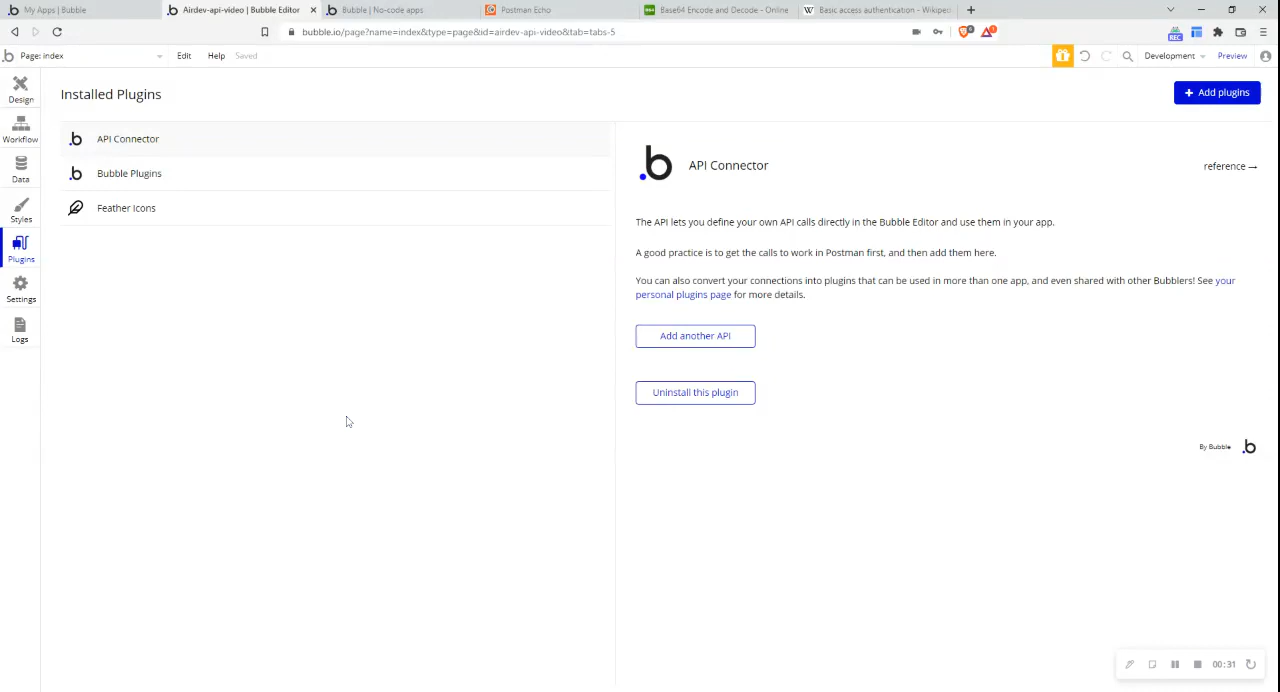 My Apps | Bubble
Airdev-api-video | Bubble Editor
Bubble | No-code apps
Postman Echo
Base64 Encode and Decode - Online
Basic access authentication - Wikipe
bubble.io/page?name=index&type=page&id=airdev-api-video&tab=tabs-5
REC
Page: index
Edit
Help
Saved
Development
Preview
Design
Workflow
Data
Styles
Plugins
Settings
Logs
Installed Plugins
+ Add plugins
API Connector
Bubble Plugins
Feather Icons
.b
API Connector
reference →
The API lets you define your own API calls directly in the Bubble Editor and use them in your app.
A good practice is to get the calls to work in Postman first, and then add them here.
You can also convert your connections into plugins that can be used in more than one app, and even shared with other Bubblers! See your
personal plugins page for more details.
Add another API
Uninstall this plugin
By Bubble .b
00:31